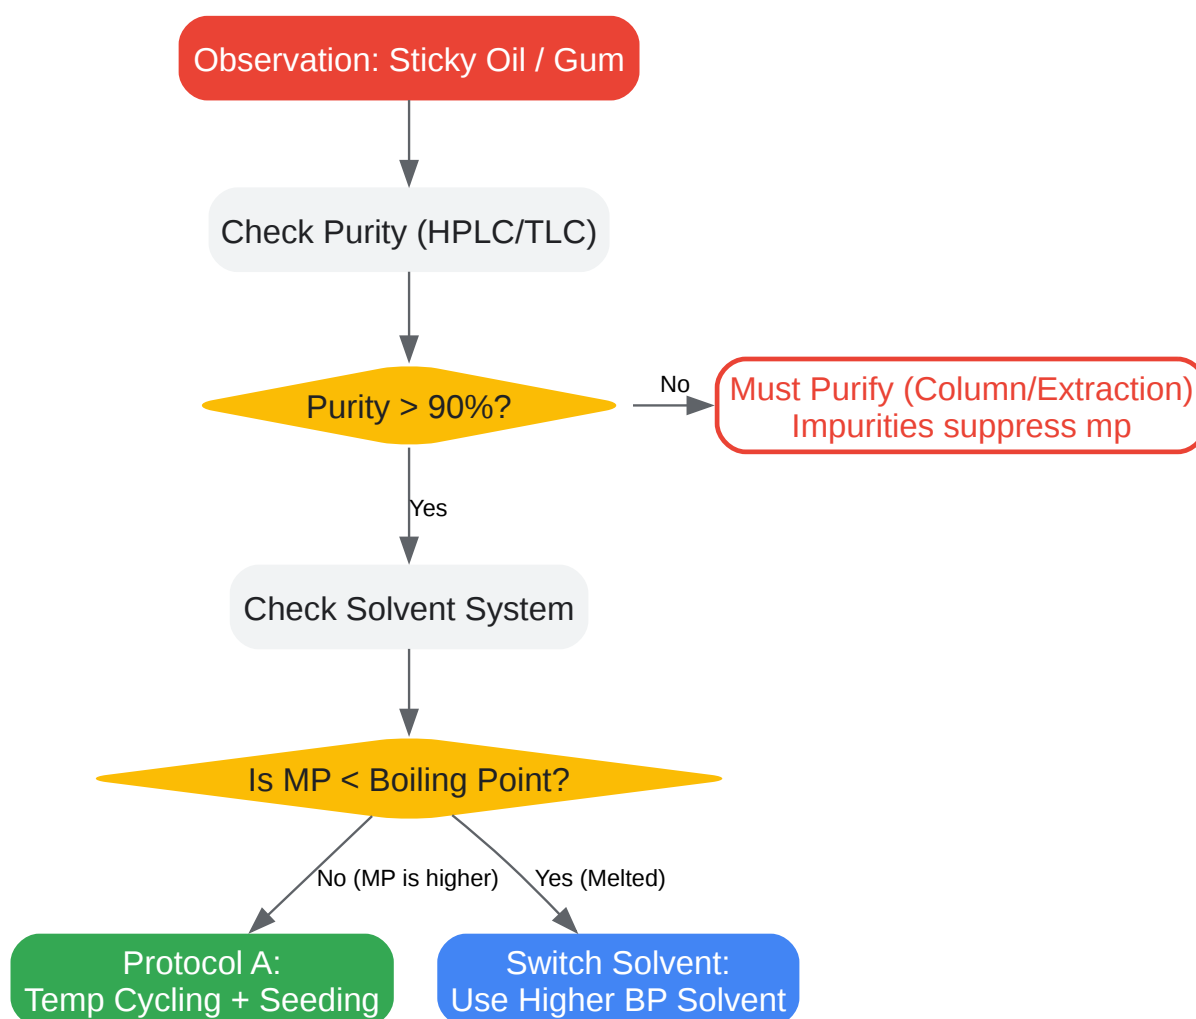 Observation: Sticky Oil / Gum
Check Purity (HPLC/TLC)
Purity > 90%?
No
Must Purify (Column/Extraction)
Impurities suppress mp
Yes
Check Solvent System
Is MP < Boiling Point?
No (MP is higher)
Yes (Melted)
Protocol A:
Temp Cycling + Seeding
Switch Solvent:
Use Higher BP Solvent